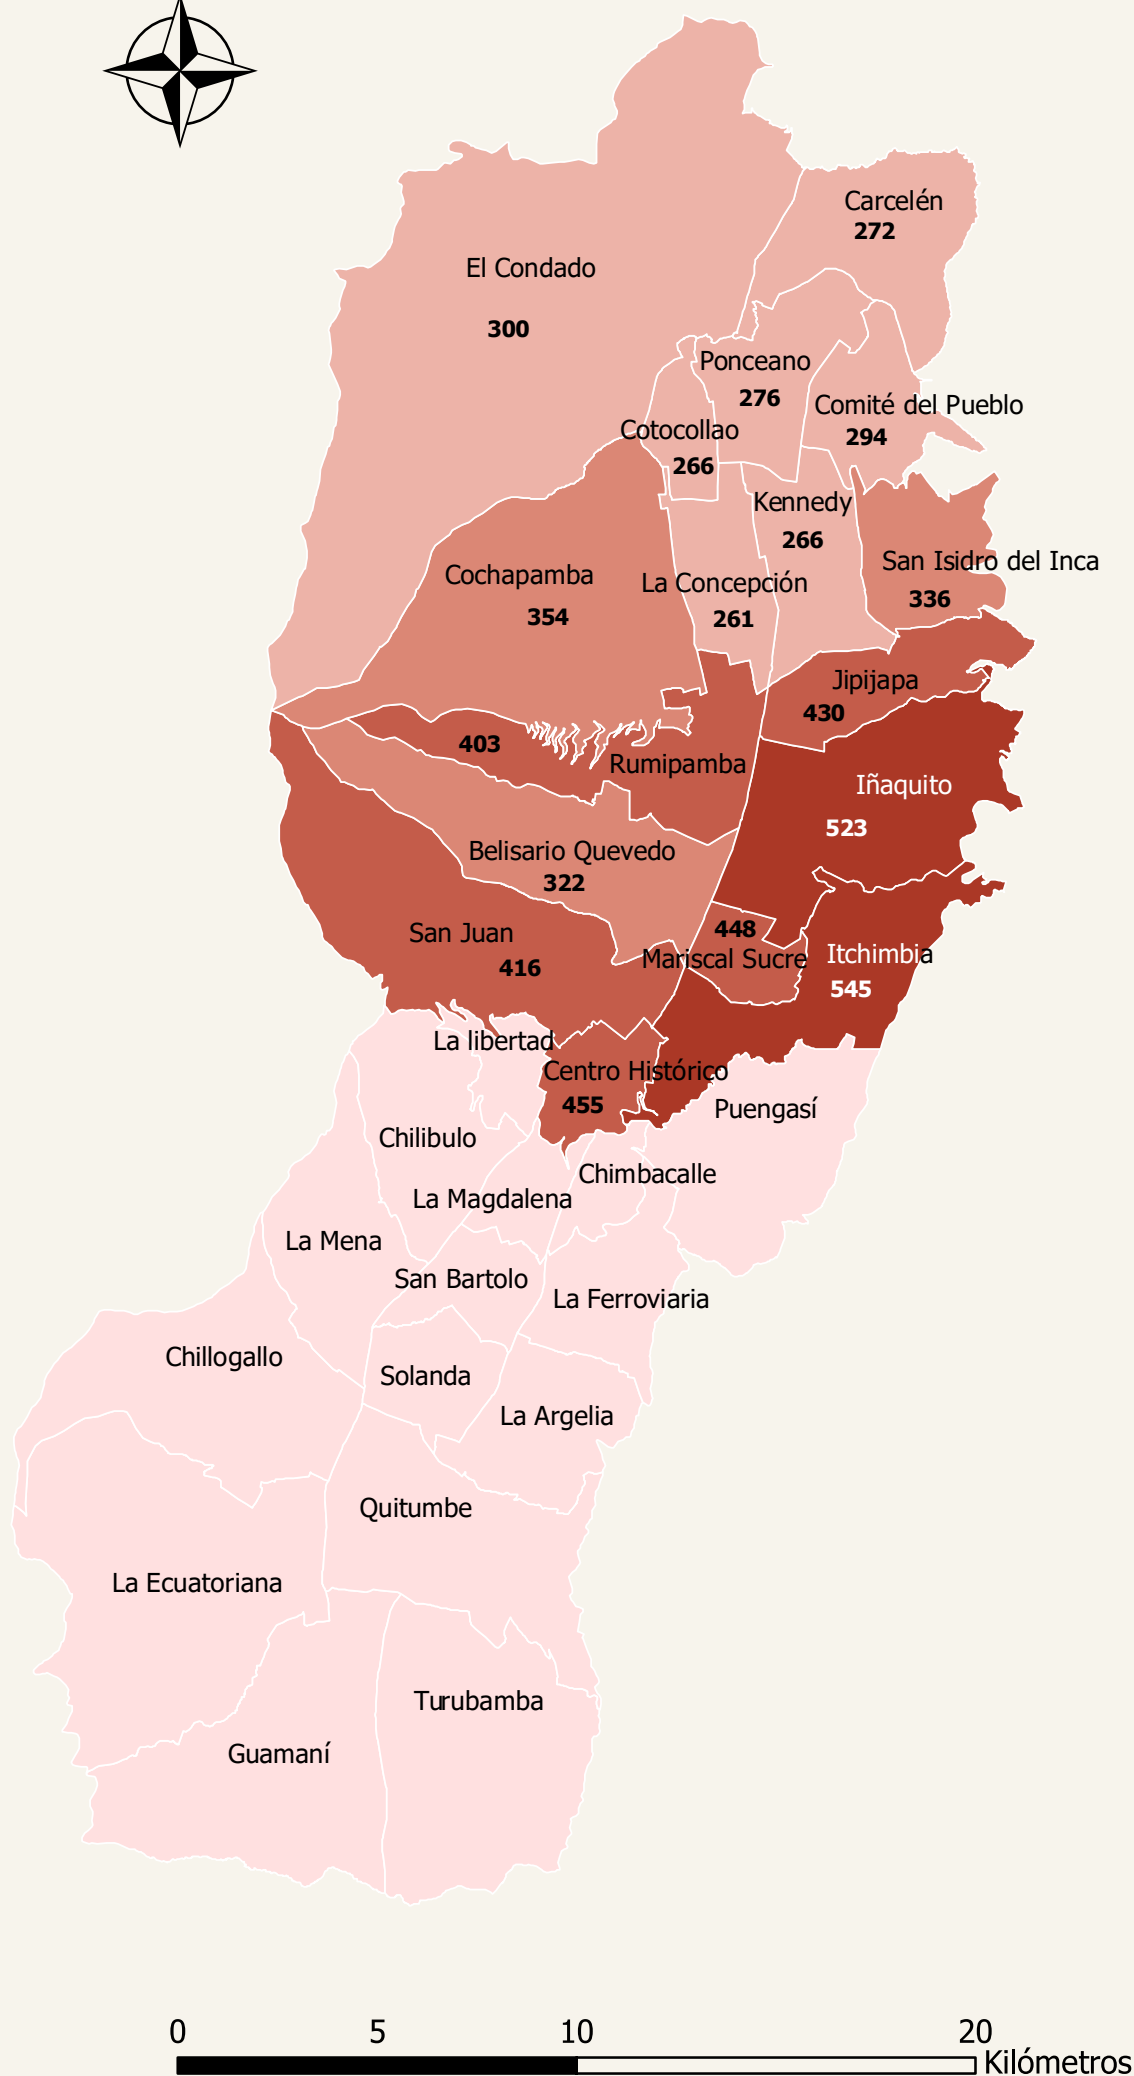 Carcelén
272
El Condado
300
Ponceano
276
Comité del Pueblo
294
Cotocollao
266
Kennedy
266
San Isidro del Inca
336
Cochapamba
354
La Concepción
261
Jipijapa
430
403
Rumipamba
Iñaquito
523
Belisario Quevedo
322
San Juan
416
448
Mariscal Sucre
Itchimbia
545
La libertad
Centro Histórico
455
Puengasí
Chilibulo
Chimbacalle
La Magdalena
La Mena
San Bartolo
La Ferroviaria
Chillogallo
Solanda
La Argelia
Quitumbe
La Ecuatoriana
Turubamba
Guamaní
0 5 10 20
Kilómetros